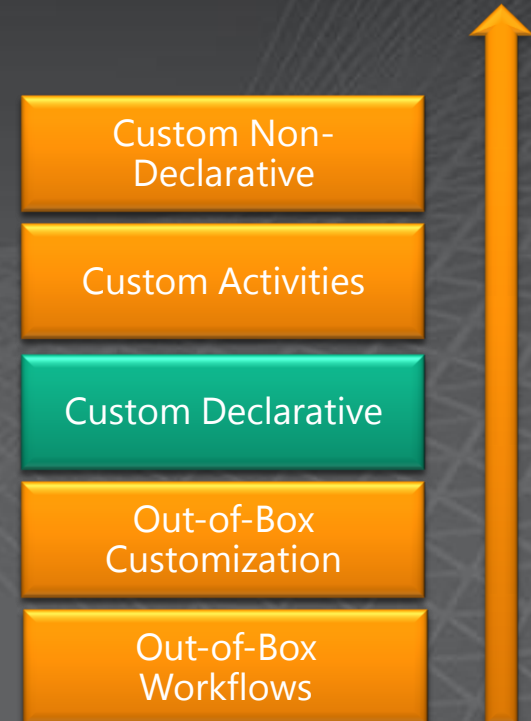 Custom Non-
Declarative
Custom Activities
Custom Declarative
Out-of-Box
Customization
Out-of-Box
Workflows